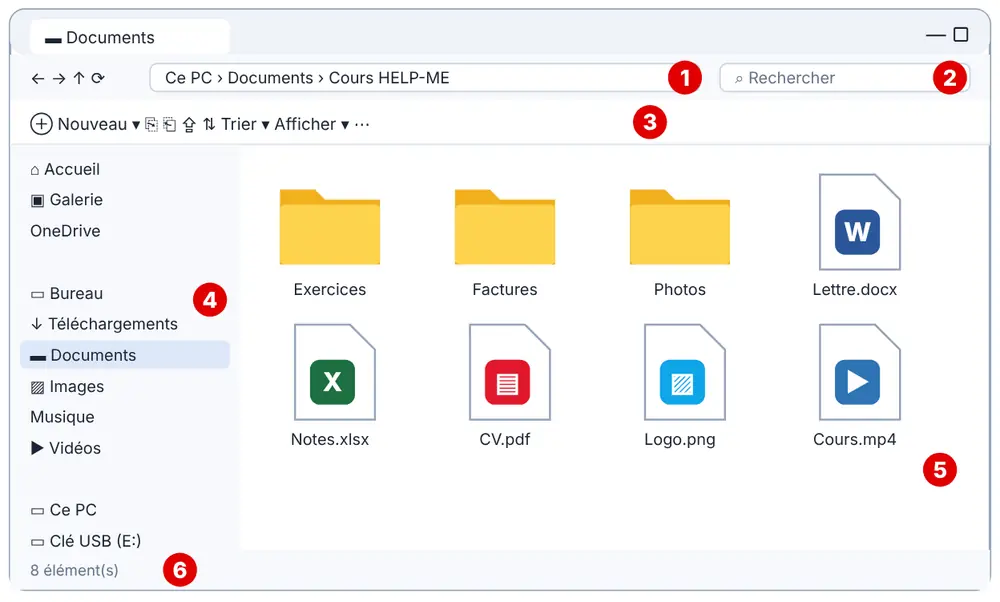 Documents
Ce PC › Documents › Cours HELP-ME 1
Rechercher 2
Nouveau ▾ Trier ▾ Afficher ▾ ··· 3
Accueil
Galerie
OneDrive
Bureau 4
Téléchargements
Documents
Images
Musique
Vidéos
Ce PC
Clé USB (E:)
8 élément(s) 6
Exercices Factures Photos W Lettre.docx
X
Notes.xlsx CV.pdf Logo.png Cours.mp4
5